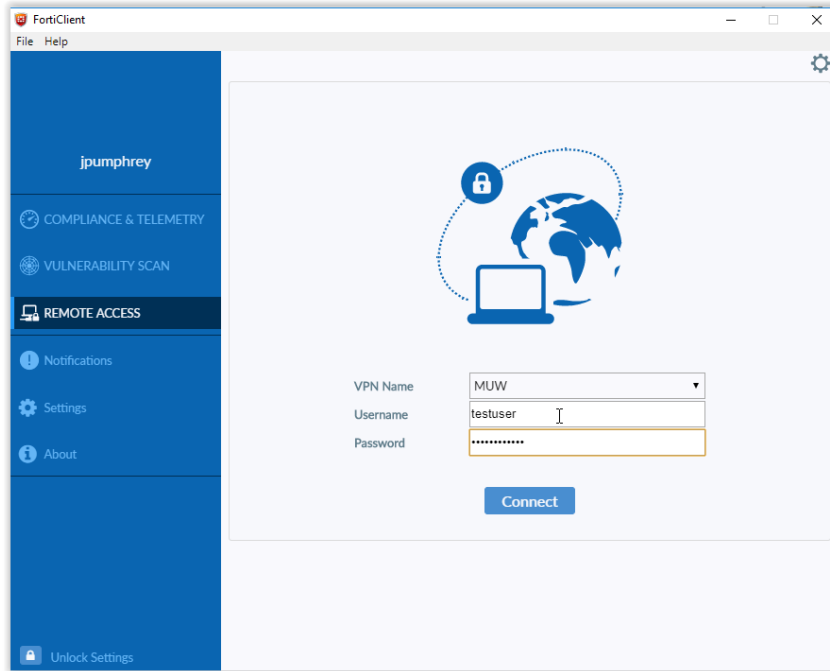 FortiClient
File Help
jpumphrey
COMPLIANCE & TELEMETRY
VULNERABILITY SCAN
REMOTE ACCESS
Notifications
Settings
About
VPN Name MUW
Username testuser
Password ••••••••••••
Connect
Unlock Settings